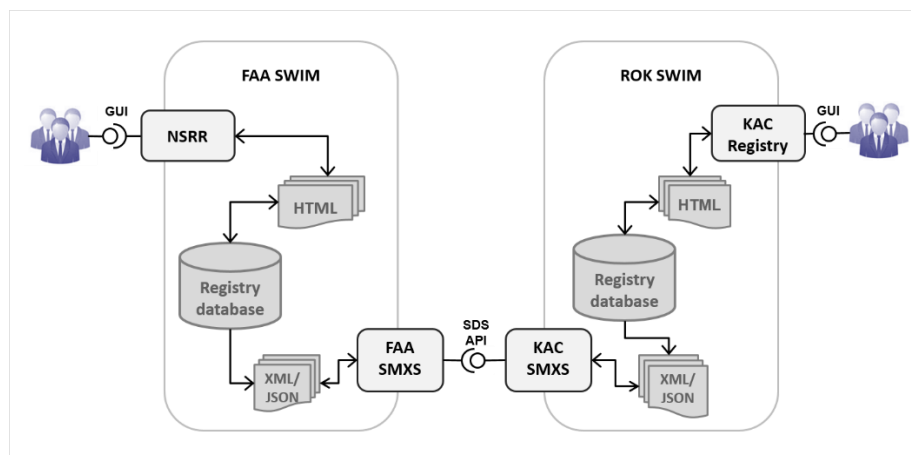 FAA SWIM
ROK SWIM
GUI
NSRR
KAC
Registry
GUI
HTML
HTML
Registry
database
Registry
database
SDS
API
FAA
SMXS
KAC
SMXS
XML/
JSON
XML/
JSON